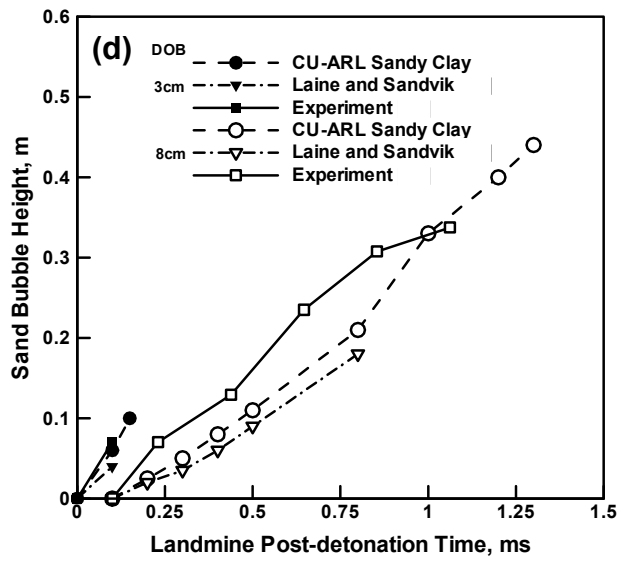 0.6
(d)
DOB
CU-ARL Sandy Clay
3cm
Laine and Sandvik
Experiment
CU-ARL Sandy Clay
8cm
Laine and Sandvik
Experiment
0.5
0.4
0.3
0.2
0.1
0
Sand Bubble Height, m
0 0.25 0.5 0.75 1 1.25 1.5
Landmine Post-detonation Time, ms